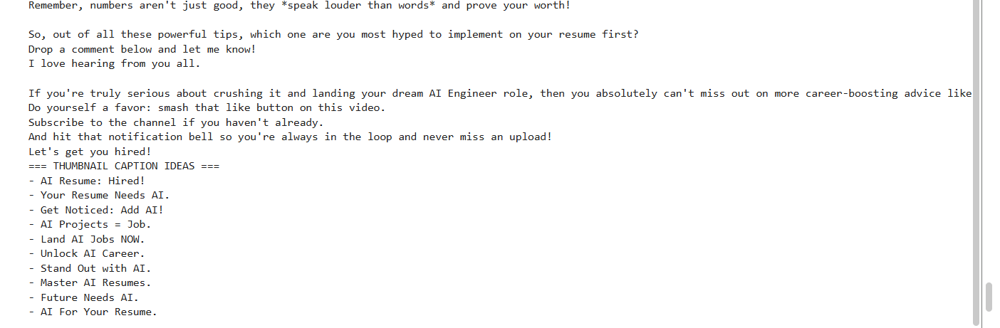 Remember, numbers aren't just good, they *speak louder than words* and prove your worth!
So, out of all these powerful tips, which one are you most hyped to implement on your resume first?
Drop a comment below and let me know!
I love hearing from you all.
If you're truly serious about crushing it and landing your dream AI Engineer role, then you absolutely can't miss out on more career-boosting advice like
Do yourself a favor: smash that like button on this video.
Subscribe to the channel if you haven't already.
And hit that notification bell so you're always in the loop and never miss an upload!
Let's get you hired!
=== THUMBNAIL CAPTION IDEAS ===
- AI Resume: Hired!
- Your Resume Needs AI.
- Get Noticed: Add AI!
- AI Projects = Job.
- Land AI Jobs NOW.
- Unlock AI Career.
- Stand Out with AI.
- Master AI Resumes.
- Future Needs AI.
- AI For Your Resume.